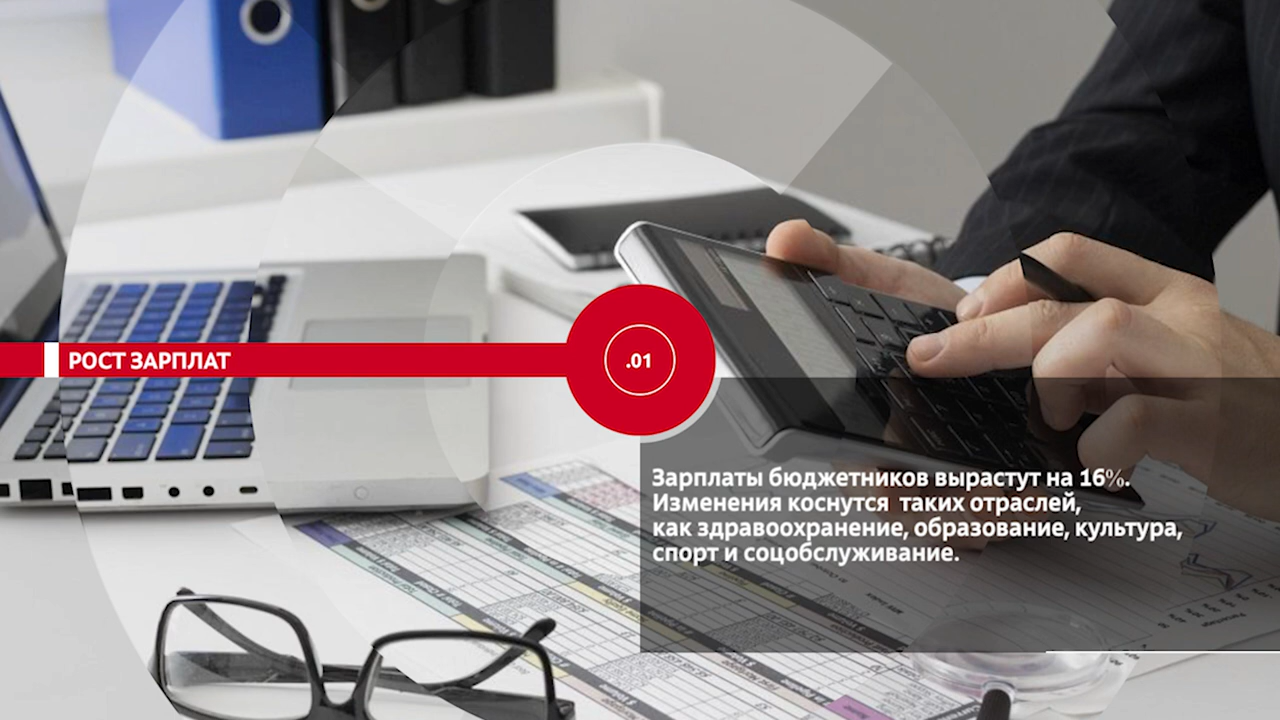 РОСТ ЗАРПЛАТ
.01
Зарплаты бюджетников вырастут на 16%.
Изменения коснутся таких отраслей,
как здравоохранение, образование, культура,
спорт и соцобслуживание.